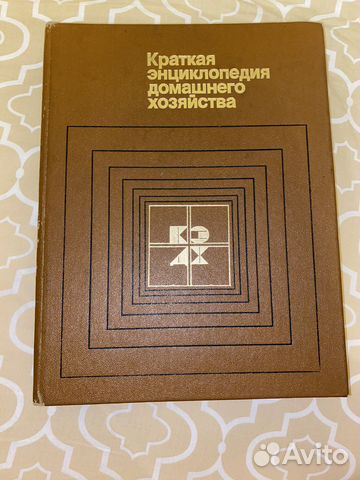 Краткая
энциклопедия
домашнего
хозяйства
КЭ
ДХ
Avito